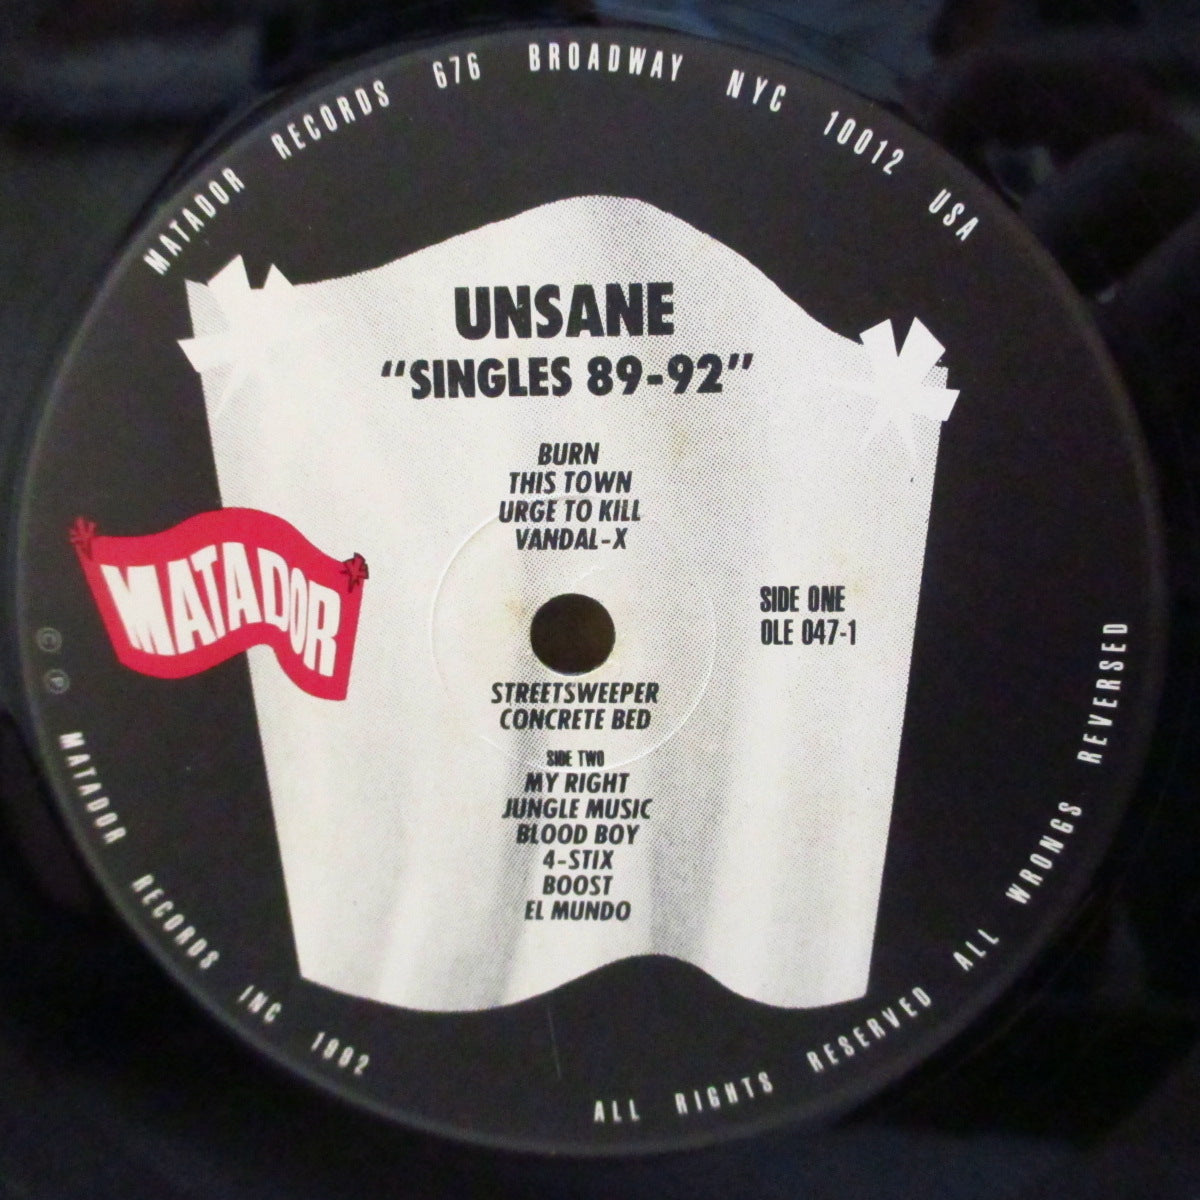 MATADOR RECORDS 676 BROADWAY NYC 10012 USA
UNSANE
"SINGLES 89-92"
BURN
THIS TOWN
URGE TO KILL
VANDAL-X
MATADOR
SIDE ONE
OLE 047-1
STREETSWEEPER
CONCRETE BED
SIDE TWO
MY RIGHT
JUNGLE MUSIC
BLOOD BOY
4-STIX
BOOST
EL MUNDO
© ℗ MATADOR RECORDS INC 1992
ALL RIGHTS RESERVED ALL WRONGS REVERSED